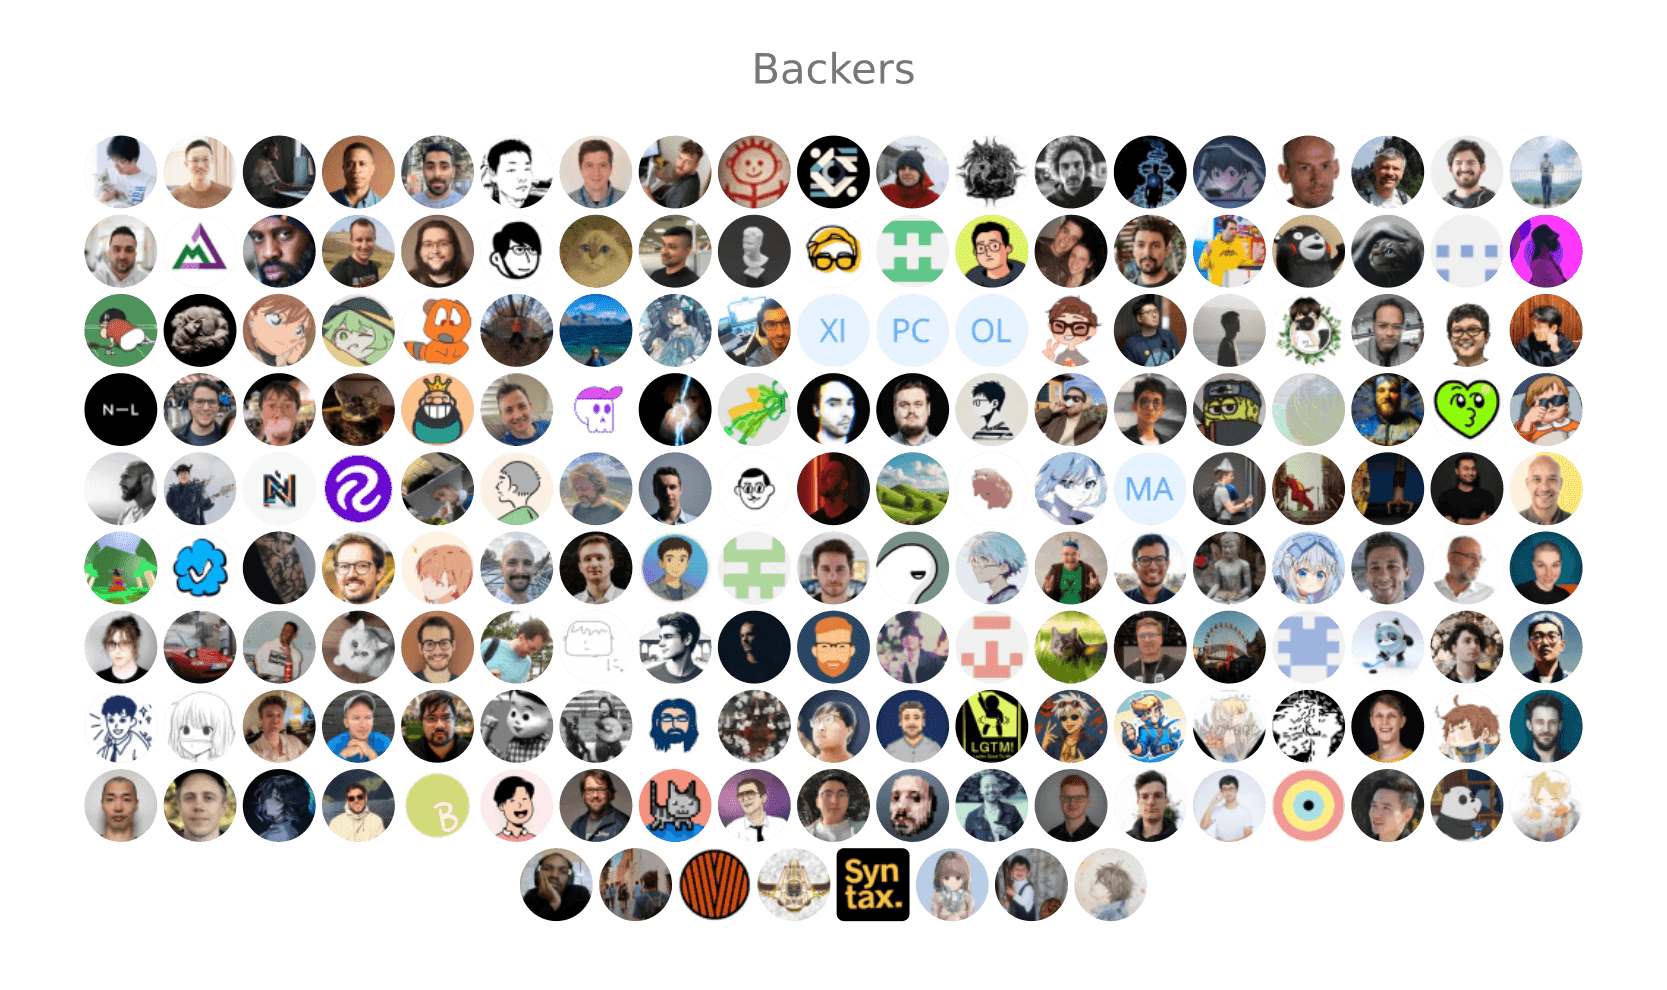 Backers
XI
PC
OL
N—L
MA
LGTM!
B
Syn
tax.